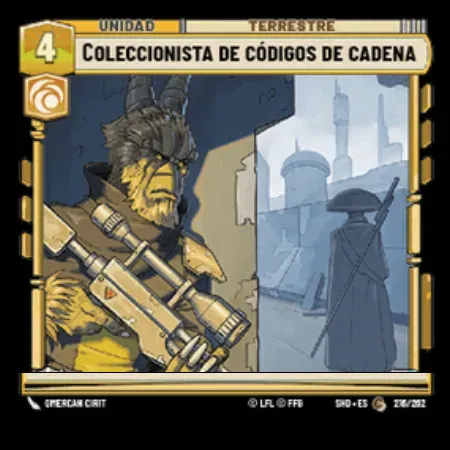 UNIDAD
TERRESTRE
4
COLECCIONISTA DE CÓDIGOS DE CADENA
OMERCAN CIRIT
© LFL © FFG
SHD • ES
216/262